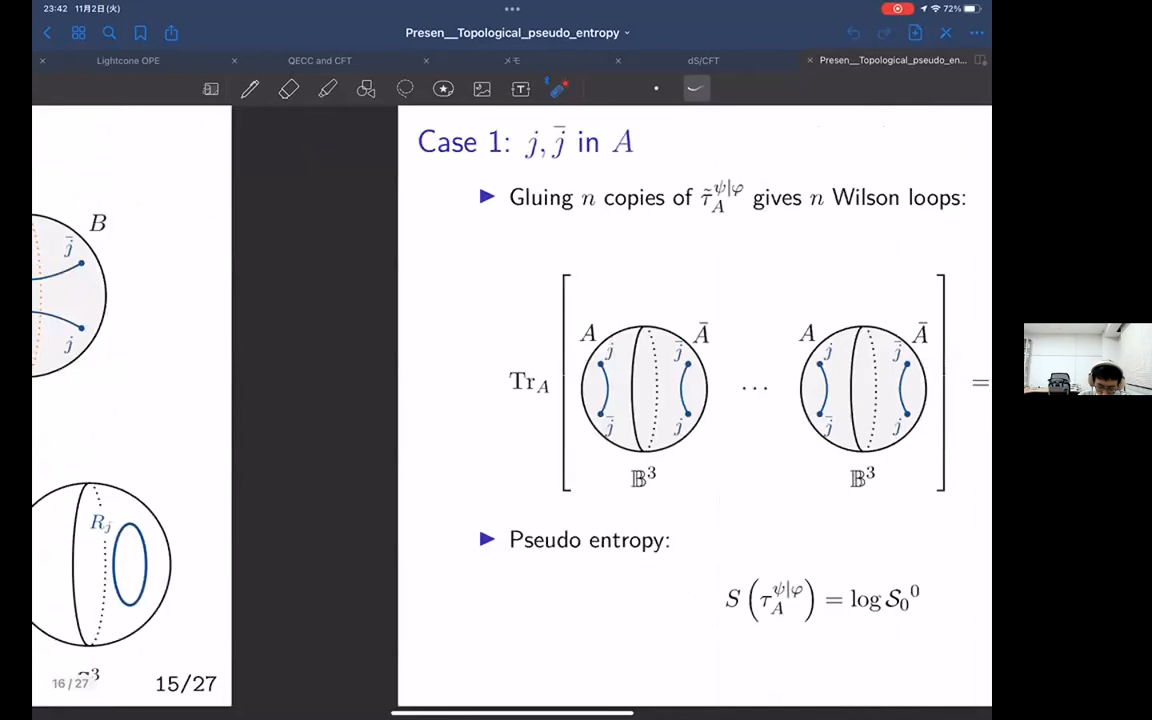 23:42 11月2日(火)
72%
Presen__Topological_pseudo_entropy
Lightcone OPE
QECC and CFT
メモ
dS/CFT
Presen__Topological_pseudo_en...
B
j̄
j
R_j
16/27
15/27
Case 1: j, j̄ in A
Gluing n copies of τ̃_A^{ψ|φ} gives n Wilson loops:
Tr_A [ A Ā ⋯ A Ā ] =
j j̄ j j̄
j̄ j j̄ j
𝔹³ 𝔹³
Pseudo entropy:
S(τ_A^{ψ|φ}) = log 𝒮₀⁰